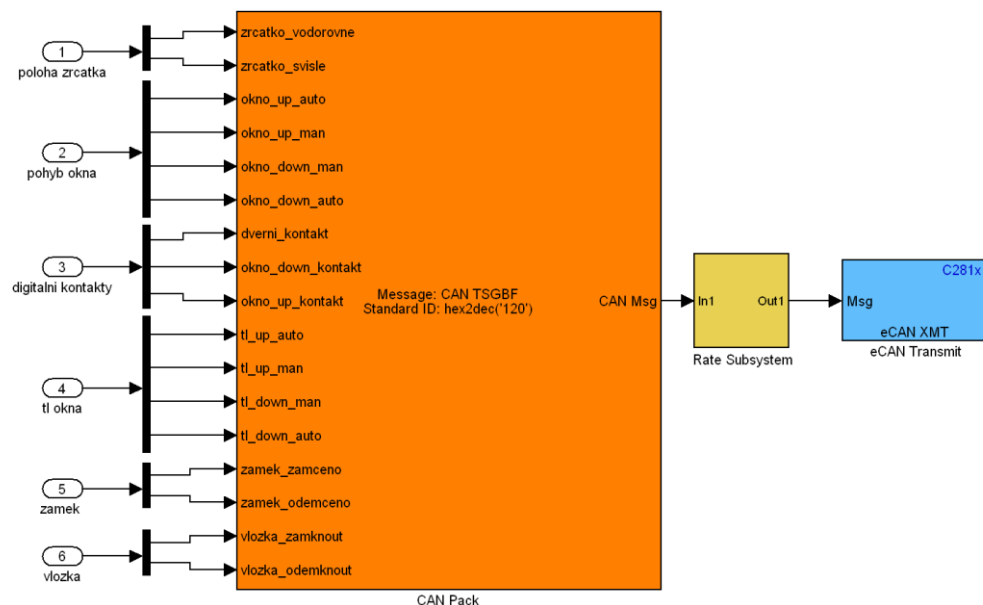 1
poloha zrcatka
2
pohyb okna
3
digitalni kontakty
4
tl okna
5
zamek
6
vlozka
zrcatko_vodorovne
zrcatko_svisle
okno_up_auto
okno_up_man
okno_down_man
okno_down_auto
dverni_kontakt
okno_down_kontakt
okno_up_kontakt
tl_up_auto
tl_up_man
tl_down_man
tl_down_auto
zamek_zamceno
zamek_odemceno
vlozka_zamknout
vlozka_odemknout
Message: CAN TSGBF
Standard ID: hex2dec('120')
CAN Msg
CAN Pack
In1
Out1
Rate Subsystem
C281x
Msg
eCAN XMT
eCAN Transmit